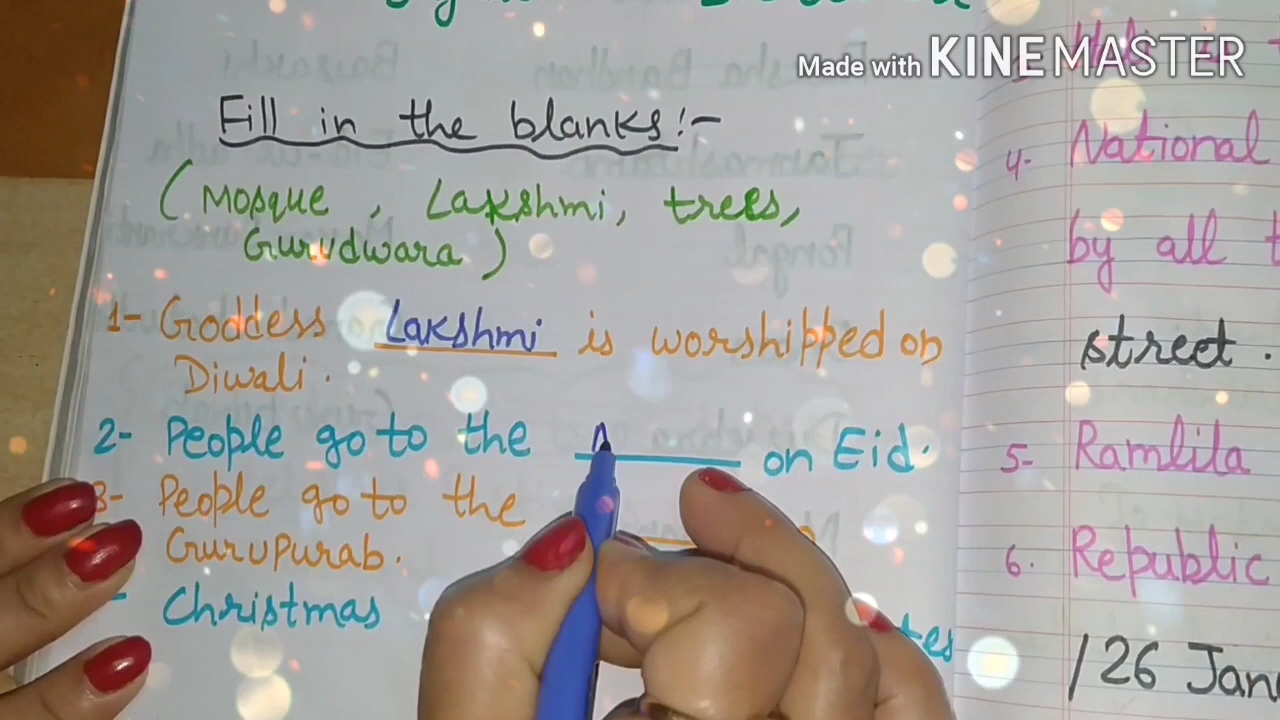 Made with KINEMASTER
Fill in the blanks:-
(Mosque, Lakshmi, trees,
Gurudwara)
1- Goddess Lakshmi is worshipped on
Diwali.
2- People go to the on Eid.
3- People go to the
Gurupurab.
Christmas
National
by all
street.
5- Ramlila
6. Republic
/26 Jan